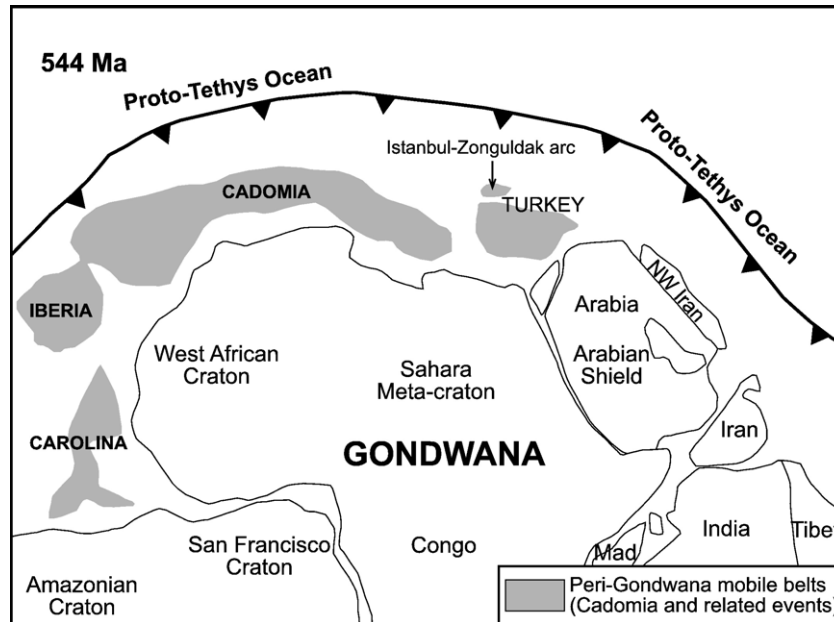 544 Ma
Proto-Tethys Ocean
Proto-Tethys Ocean
Istanbul-Zonguldak arc
CADOMIA
TURKEY
IBERIA
NW Iran
Arabia
West African
Craton
Sahara
Meta-craton
Arabian
Shield
CAROLINA
GONDWANA
Iran
San Francisco
Craton
Congo
India
Tibet
Mad
Amazonian
Craton
Peri-Gondwana mobile belts
(Cadomia and related events)